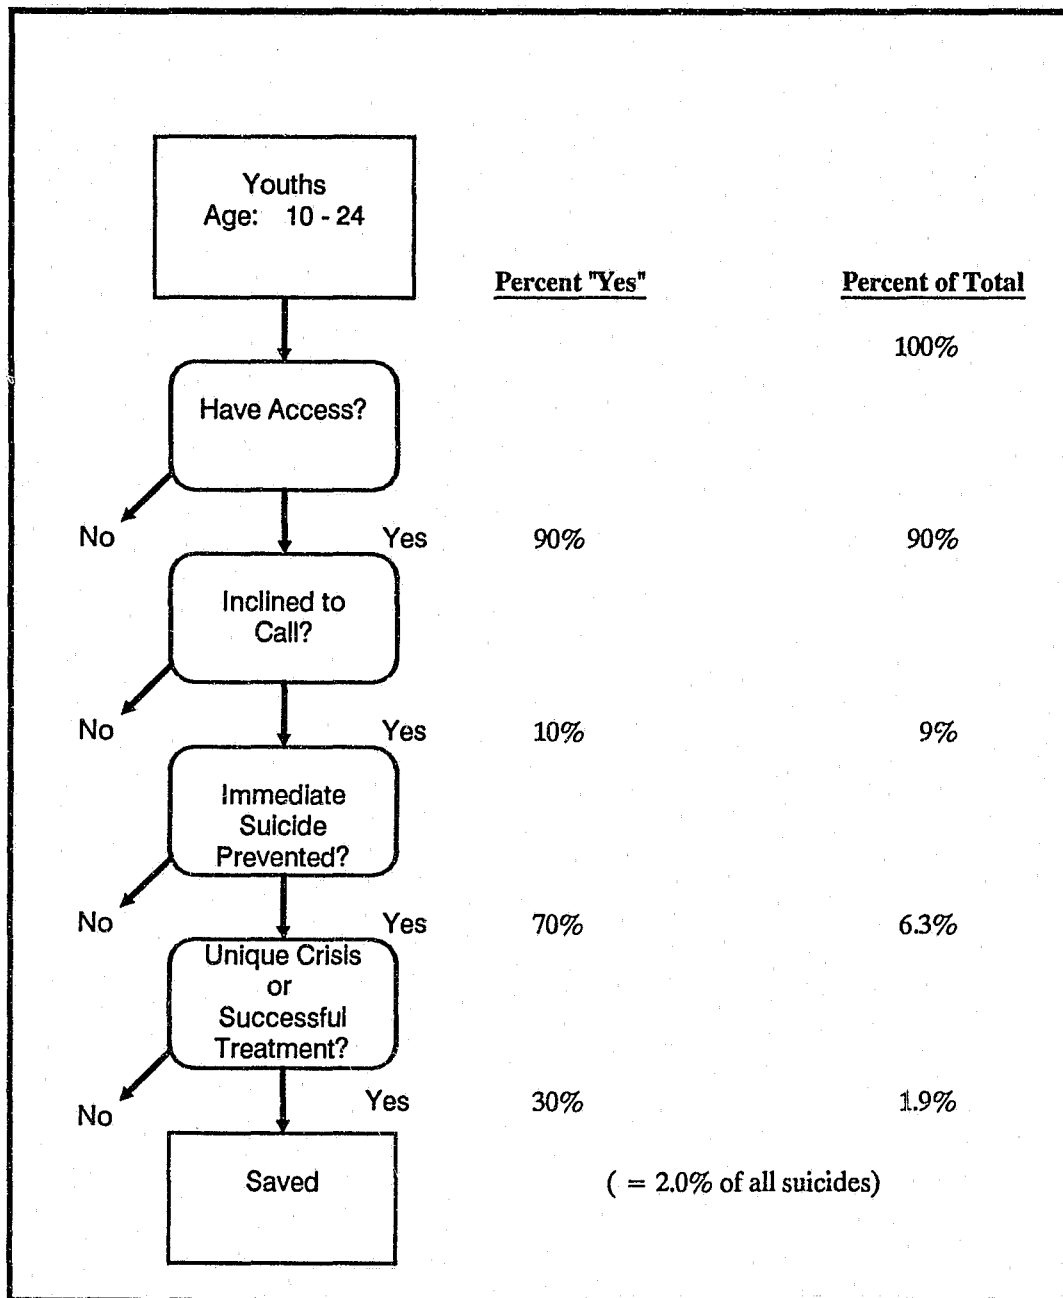 Youths
Age: 10 - 24
Percent "Yes"
Percent of Total
100%
Have Access?
No
Yes
90%
90%
Inclined to
Call?
No
Yes
10%
9%
Immediate
Suicide
Prevented?
No
Yes
70%
6.3%
Unique Crisis
or
Successful
Treatment?
No
Yes
30%
1.9%
Saved
( = 2.0% of all suicides)